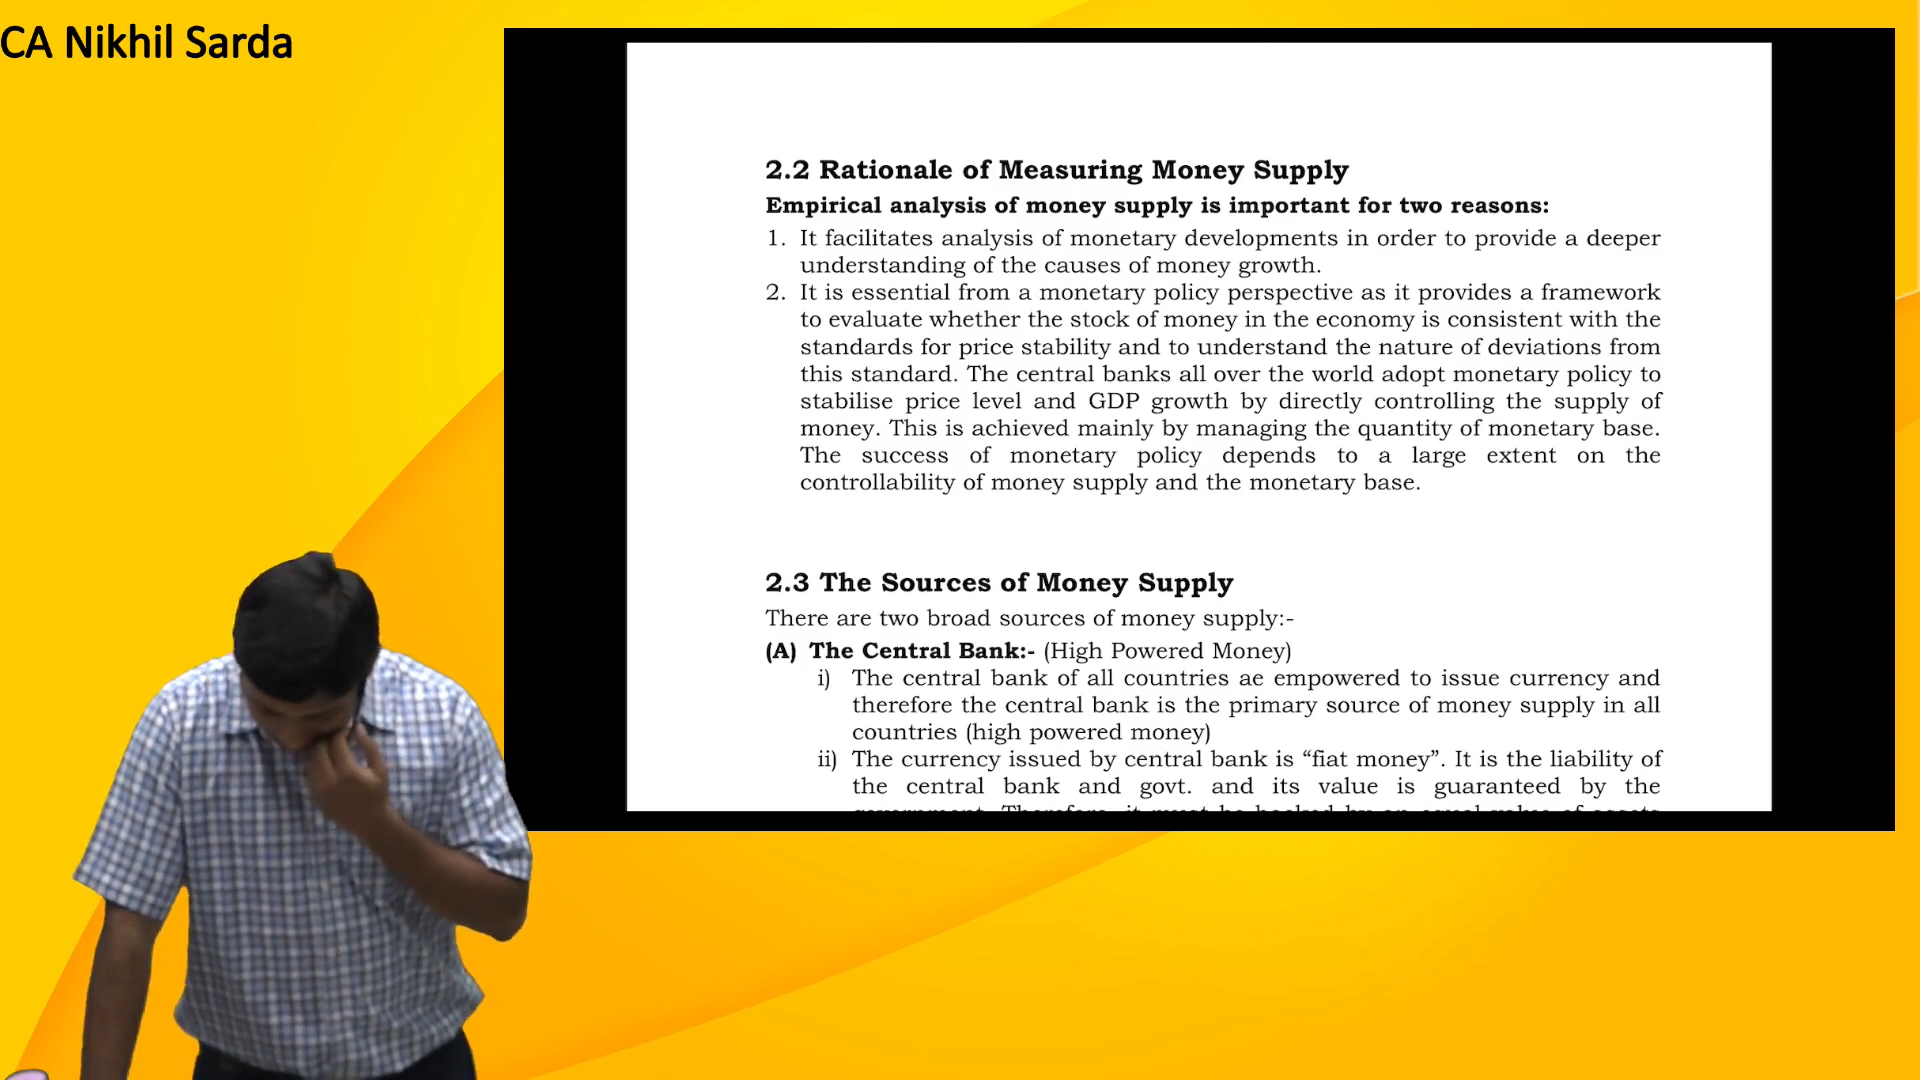 CA Nikhil Sarda
2.2 Rationale of Measuring Money Supply
Empirical analysis of money supply is important for two reasons:
1. It facilitates analysis of monetary developments in order to provide a deeper
understanding of the causes of money growth.
2. It is essential from a monetary policy perspective as it provides a framework
to evaluate whether the stock of money in the economy is consistent with the
standards for price stability and to understand the nature of deviations from
this standard. The central banks all over the world adopt monetary policy to
stabilise price level and GDP growth by directly controlling the supply of
money. This is achieved mainly by managing the quantity of monetary base.
The success of monetary policy depends to a large extent on the
controllability of money supply and the monetary base.
2.3 The Sources of Money Supply
There are two broad sources of money supply:-
(A) The Central Bank:- (High Powered Money)
i) The central bank of all countries ae empowered to issue currency and
therefore the central bank is the primary source of money supply in all
countries (high powered money)
ii) The currency issued by central bank is “fiat money”. It is the liability of
the central bank and govt. and its value is guaranteed by the